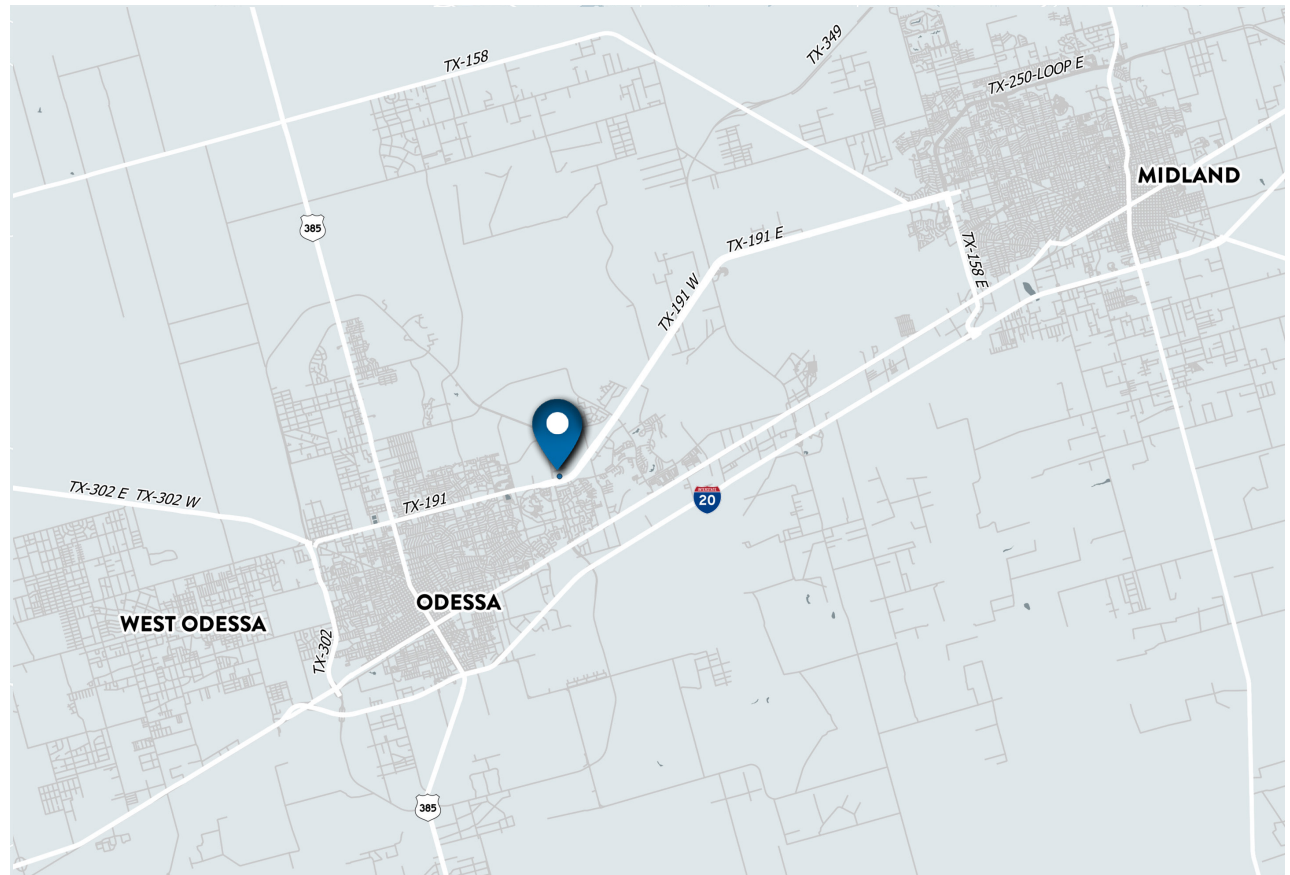 TX-349
TX-158
TX-250-LOOP E
MIDLAND
385
TX-191 E
TX-158 E
TX-191 W
TX-302 E TX-302 W
TX-191
20
ODESSA
WEST ODESSA
TX-302
385